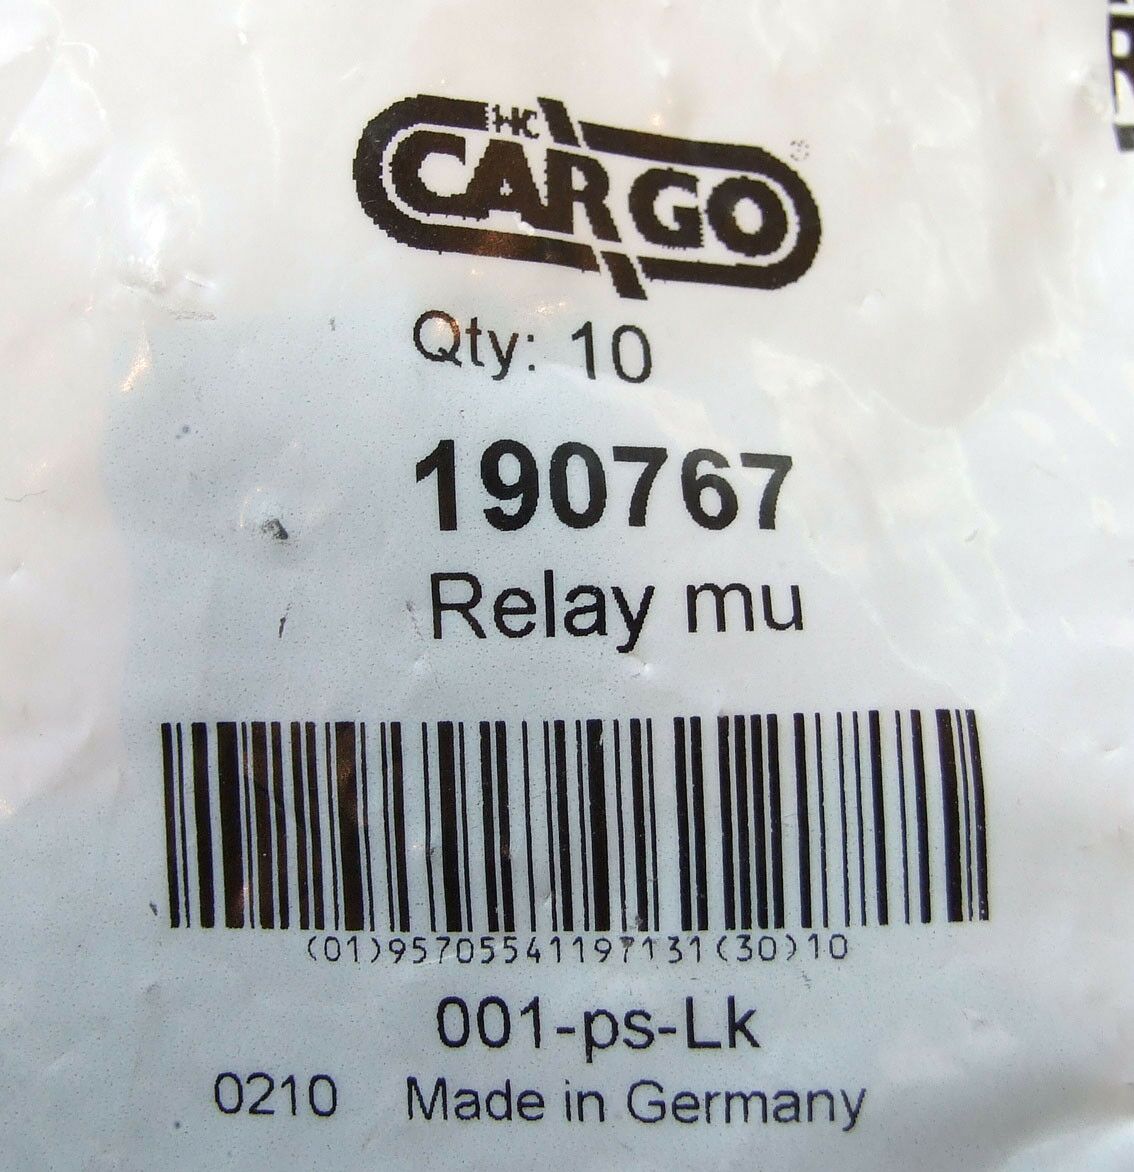 HC
CARGO®
Qty: 10
190767
Relay mu
(01)95705541197131(30)10
001-ps-Lk
0210 Made in Germany